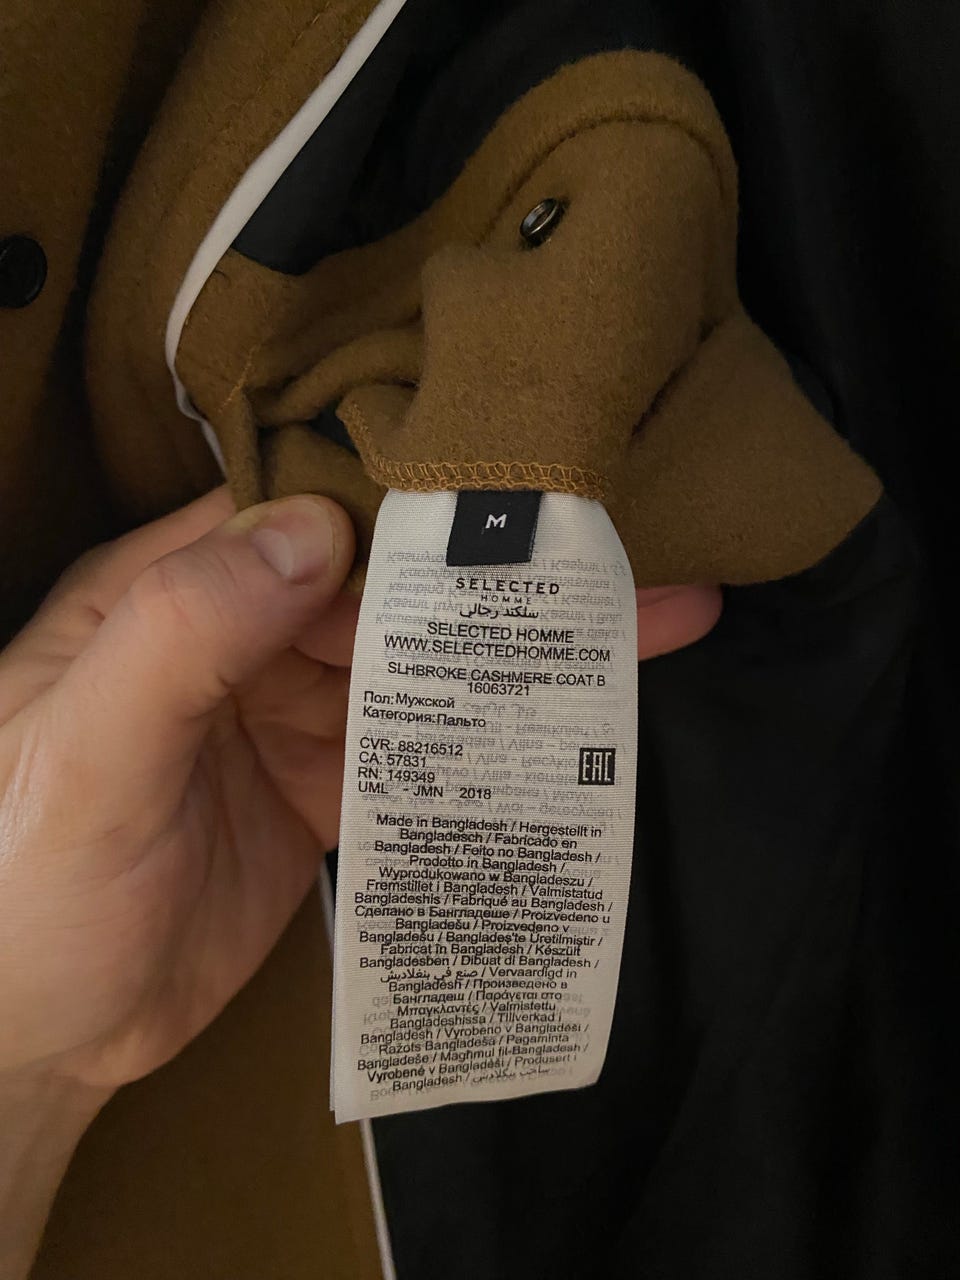 M
SELECTED
HOMME
سلكتد رجالي
SELECTED HOMME
WWW.SELECTEDHOMME.COM
SLHBROKE CASHMERE COAT B
16063721
Пол:Мужской
Категория:Пальто
CVR: 88216512
CA: 57831
RN: 149349
UML - JMN 2018
EAC
Made in Bangladesh / Hergestellt in
Bangladesch / Fabricado en
Bangladesh / Feito no Bangladesh /
Prodotto in Bangladesh /
Wyprodukowano w Bangladeszu /
Fremstillet i Bangladesh / Valmistatud
Bangladeshis / Fabriqué au Bangladesh /
Сделано в Бангладеше / Proizvedeno u
Bangladešu / Proizvedeno v
Bangladešu / Banglades'te Üretilmiştir /
Fabricat în Bangladesh / Készült
Bangladesben / Dibuat di Bangladesh /
صنع في بنغلاديش / Vervaardigd in
Bangladesh / Произведено в
Бангладеш / Παράγεται στο
Μπαγκλαντές / Valmistettu
Bangladeshissa / Tillverkad i
Bangladesh / Vyrobeno v Bangladéši /
Ražots Bangladešā / Pagaminta
Bangladeše / Magħmul fil-Bangladesh /
Vyrobené v Bangladéši / Produsert i
Bangladesh /